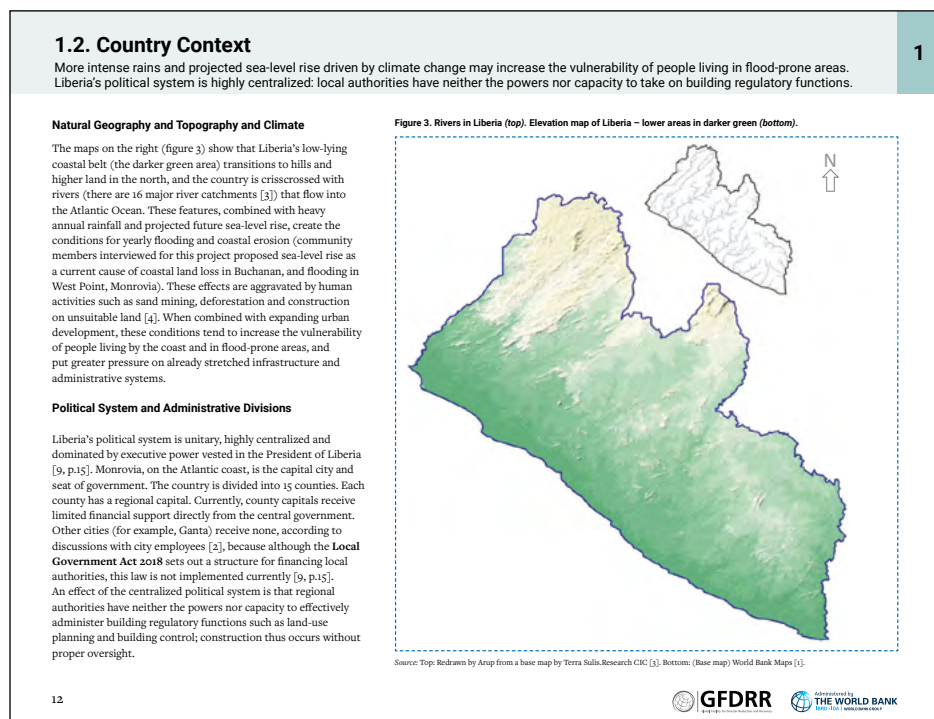 1.2. Country Context
More intense rains and projected sea-level rise driven by climate change may increase the vulnerability of people living in flood-prone areas.
Liberia's political system is highly centralized: local authorities have neither the powers nor capacity to take on building regulatory functions.
1
Natural Geography and Topography and Climate
The maps on the right (figure 3) show that Liberia's low-lying
coastal belt (the darker green area) transitions to hills and
higher land in the north, and the country is crisscrossed with
rivers (there are 16 major river catchments [3]) that flow into
the Atlantic Ocean. These features, combined with heavy
annual rainfall and projected future sea-level rise, create the
conditions for yearly flooding and coastal erosion (community
members interviewed for this project proposed sea-level rise as
a current cause of coastal land loss in Buchanan, and flooding in
West Point, Monrovia). These effects are aggravated by human
activities such as sand mining, deforestation and construction
on unsuitable land [4]. When combined with expanding urban
development, these conditions tend to increase the vulnerability
of people living by the coast and in flood-prone areas, and
put greater pressure on already stretched infrastructure and
administrative systems.
Political System and Administrative Divisions
Liberia's political system is unitary, highly centralized and
dominated by executive power vested in the President of Liberia
[9, p.15]. Monrovia, on the Atlantic coast, is the capital city and
seat of government. The country is divided into 15 counties. Each
county has a regional capital. Currently, county capitals receive
limited financial support directly from the central government.
Other cities (for example, Ganta) receive none, according to
discussions with city employees [2], because although the Local
Government Act 2018 sets out a structure for financing local
authorities, this law is not implemented currently [9, p.15].
An effect of the centralized political system is that regional
authorities have neither the powers nor capacity to effectively
administer building regulatory functions such as land-use
planning and building control; construction thus occurs without
proper oversight.
Figure 3. Rivers in Liberia (top). Elevation map of Liberia – lower areas in darker green (bottom).
N
Source: Top: Redrawn by Arup from a base map by Terra Sulis.Research CIC [3]. Bottom: (Base map) World Bank Maps [1].
12
GFDRR
Administered by
THE WORLD BANK
IBRD • IDA | WORLD BANK GROUP